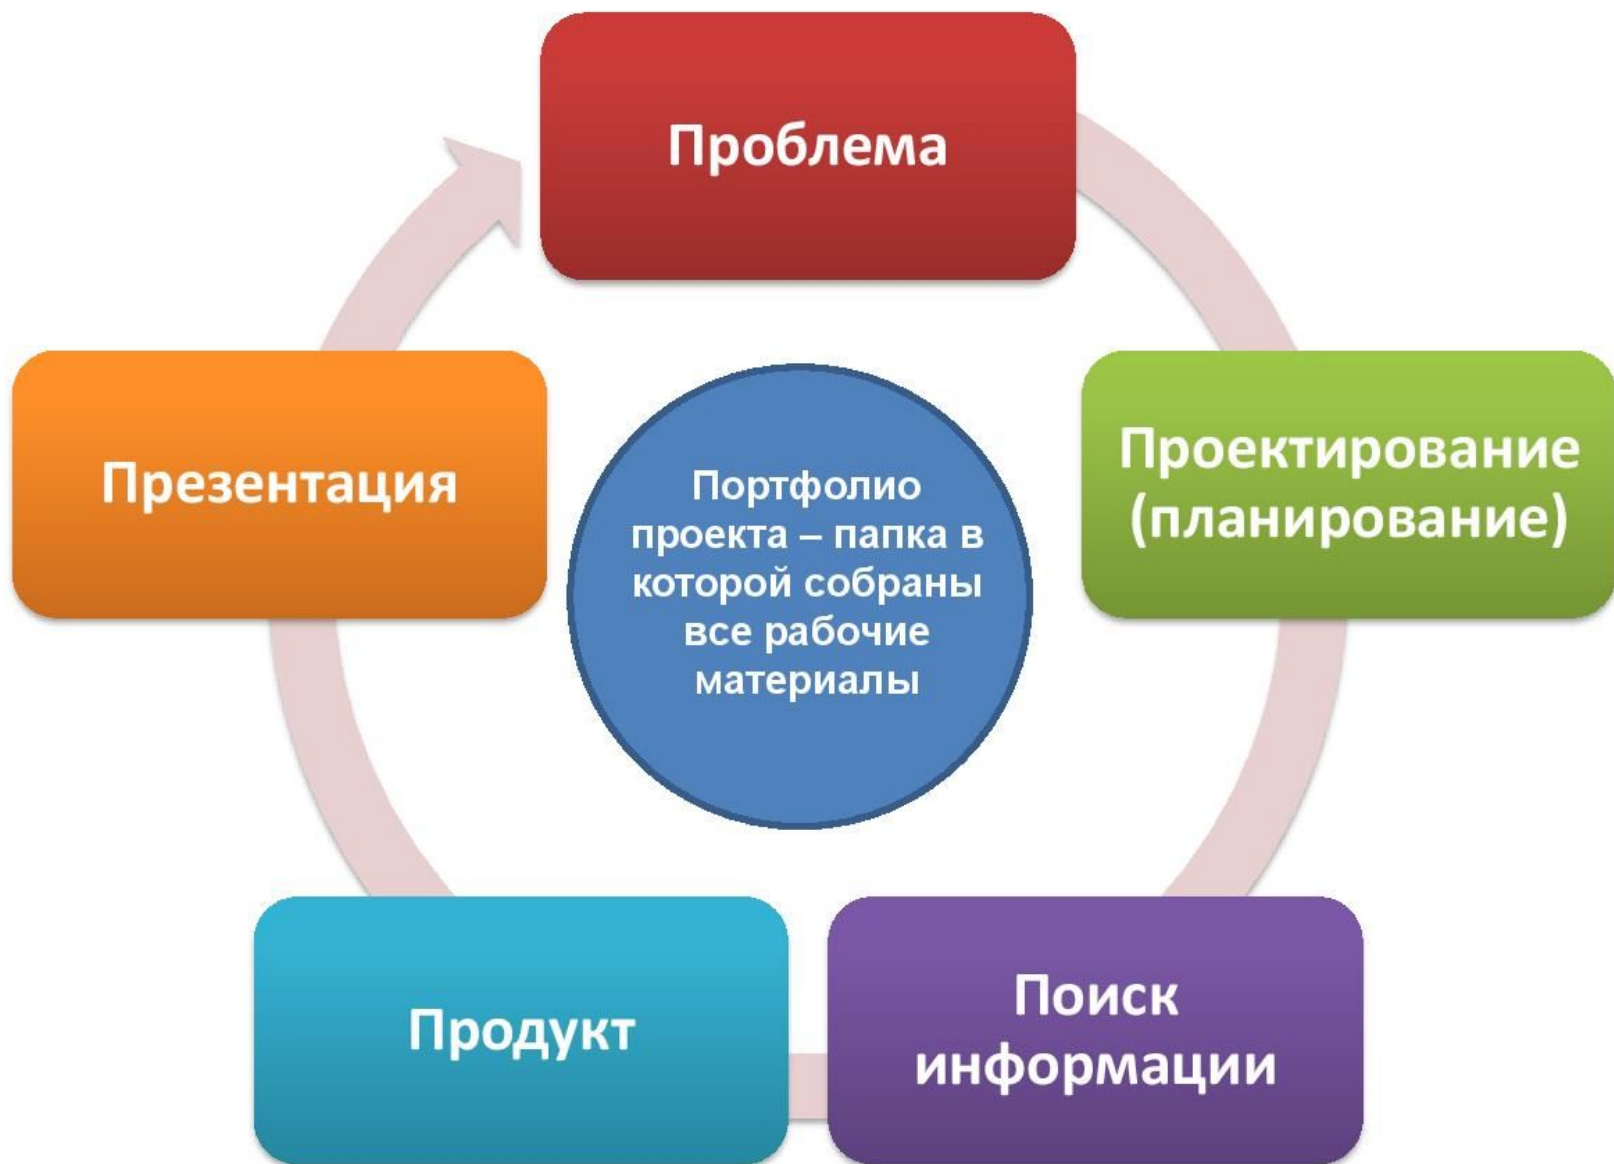 Проблема
Проектирование
(планирование)
Поиск
информации
Продукт
Презентация
Портфолио
проекта – папка в
которой собраны
все рабочие
материалы